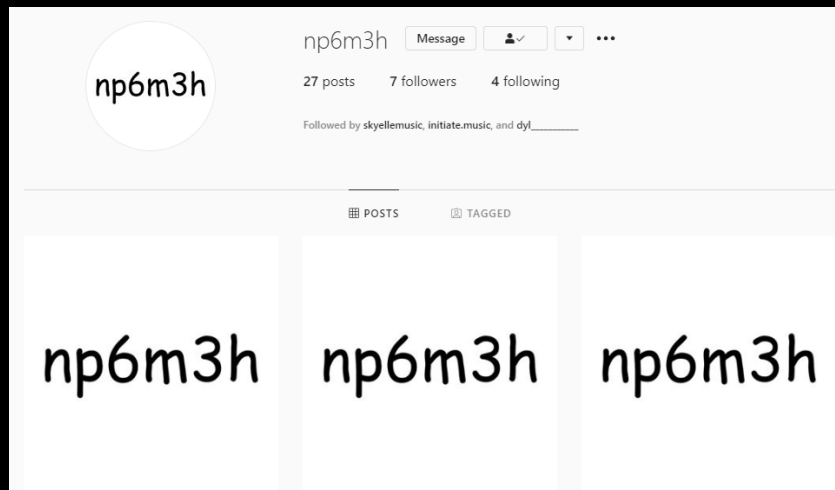 np6m3h
np6m3h Message
27 posts 7 followers 4 following
Followed by skyellemusic, initiate.music, and dyl__________
POSTS TAGGED
np6m3h np6m3h np6m3h